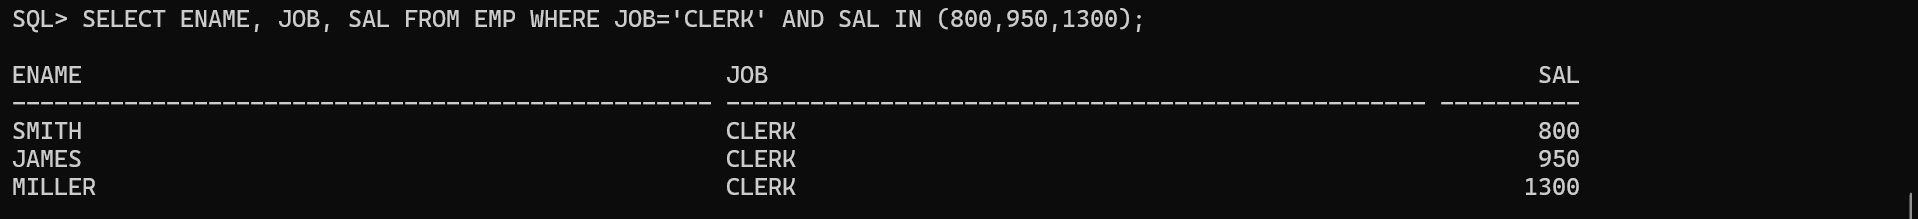 SQL> SELECT ENAME, JOB, SAL FROM EMP WHERE JOB='CLERK' AND SAL IN (800,950,1300);
ENAME JOB SAL
-------------------------------------------------- -------------------------------------------------- ----------
SMITH CLERK 800
JAMES CLERK 950
MILLER CLERK 1300